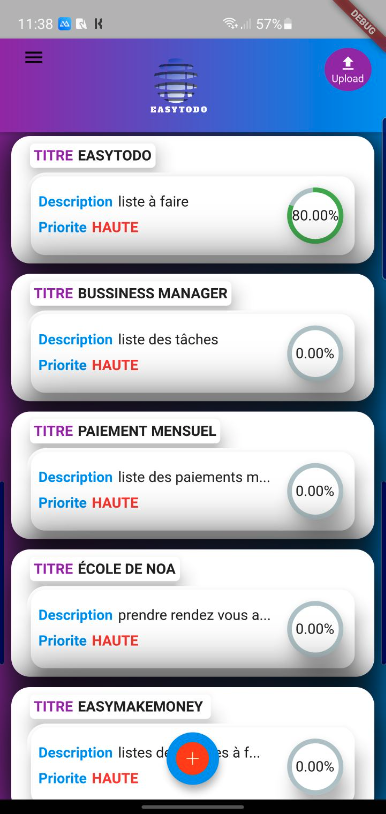 11:38 57%
DEBUG
Upload
EASYTODO
TITRE EASYTODO
Description liste à faire
Priorite HAUTE
80.00%
TITRE BUSSINESS MANAGER
Description liste des tâches
Priorite HAUTE
0.00%
TITRE PAIEMENT MENSUEL
Description liste des paiements m...
Priorite HAUTE
0.00%
TITRE ÉCOLE DE NOA
Description prendre rendez vous a...
Priorite HAUTE
0.00%
TITRE EASYMAKEMONEY
Description listes à f...
Priorite HAUTE
0.00%